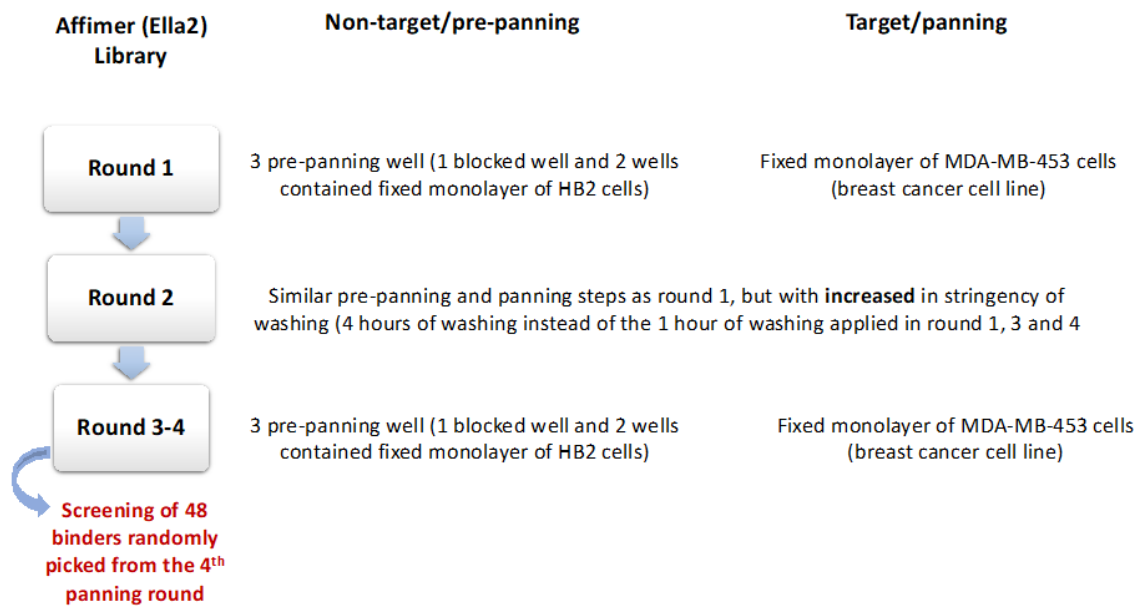 Affimer (Ella2)
Library
Non-target/pre-panning
Target/panning
Round 1
3 pre-panning well (1 blocked well and 2 wells
contained fixed monolayer of HB2 cells)
Fixed monolayer of MDA-MB-453 cells
(breast cancer cell line)
Round 2
Similar pre-panning and panning steps as round 1, but with increased in stringency of
washing (4 hours of washing instead of the 1 hour of washing applied in round 1, 3 and 4
Round 3-4
3 pre-panning well (1 blocked well and 2 wells
contained fixed monolayer of HB2 cells)
Fixed monolayer of MDA-MB-453 cells
(breast cancer cell line)
Screening of 48
binders randomly
picked from the 4th
panning round